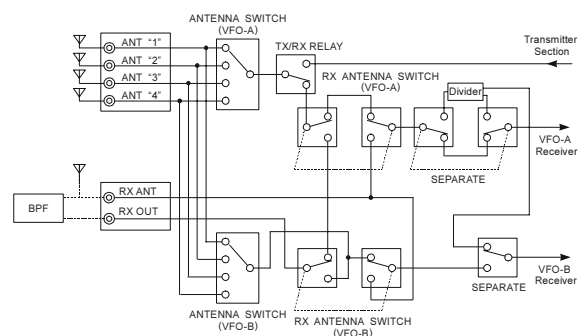 ANTENNA SWITCH
(VFO-A)
TX/RX RELAY
ANT "1"
ANT "2"
ANT "3"
ANT "4"
Transmitter
Section
RX ANTENNA SWITCH
(VFO-A)
Divider
VFO-A
Receiver
SEPARATE
RX ANT
BPF
RX OUT
VFO-B
Receiver
SEPARATE
ANTENNA SWITCH
(VFO-B)
RX ANTENNA SWITCH
(VFO-B)